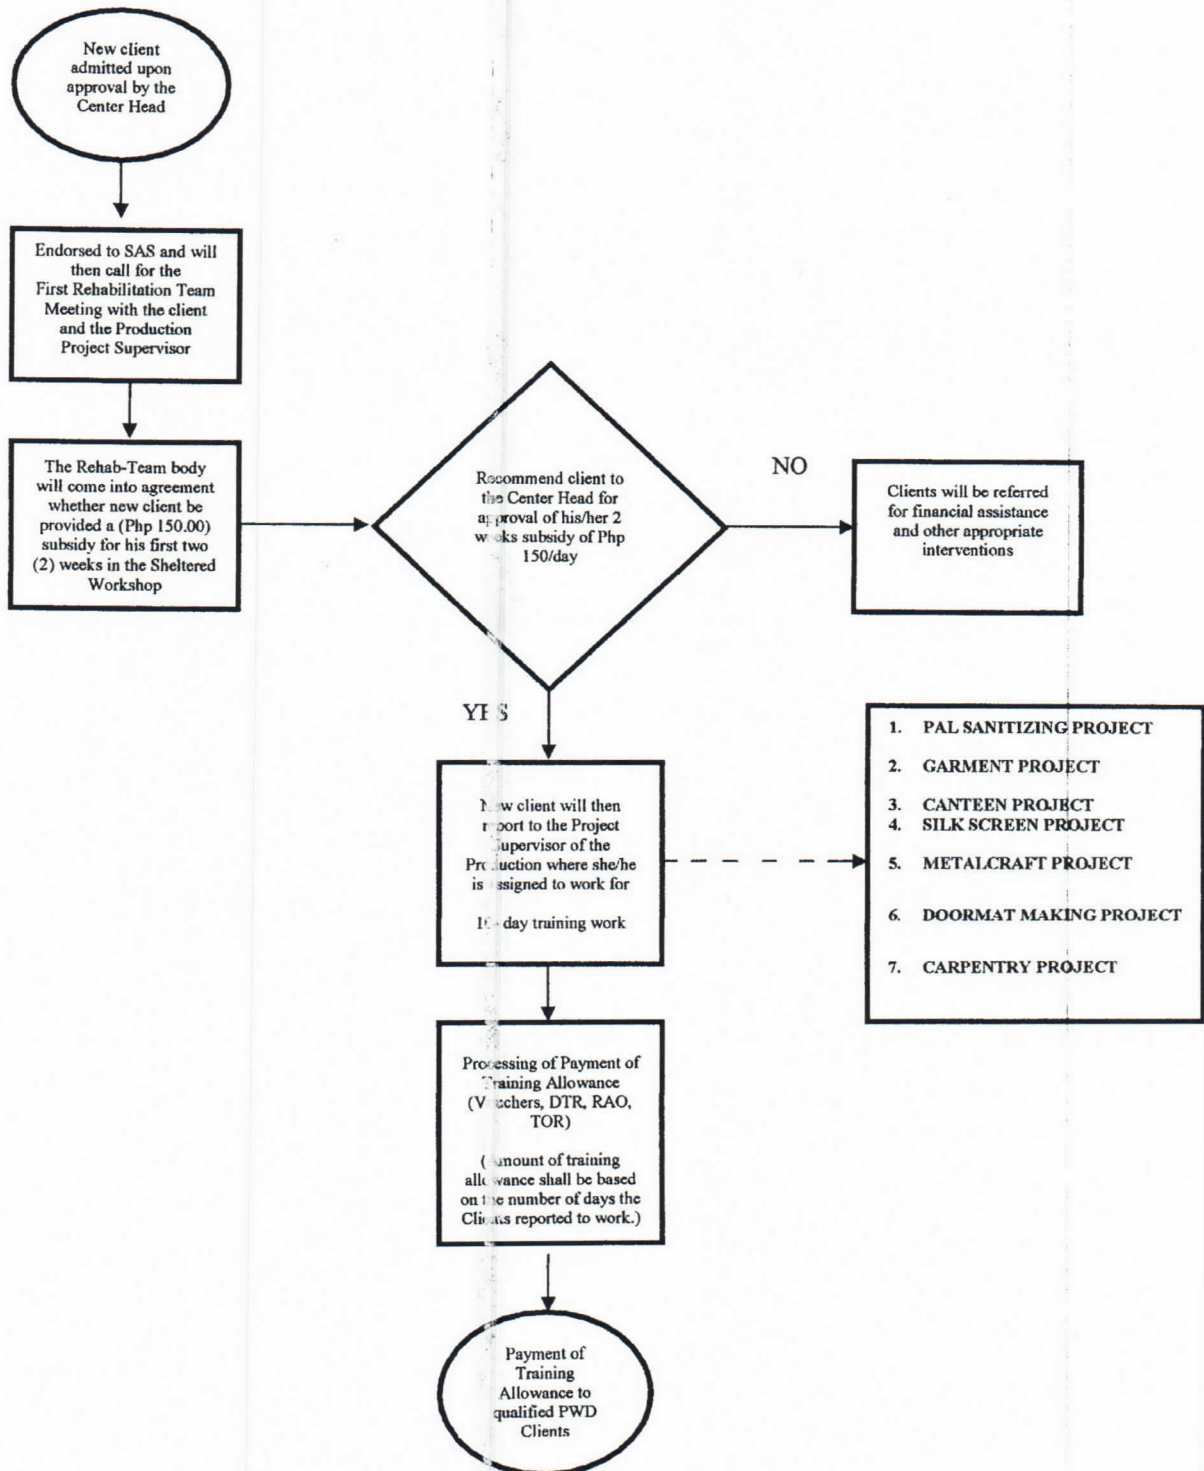 New client
admitted upon
approval by the
Center Head
Endorsed to SAS and will
then call for the
First Rehabilitation Team
Meeting with the client
and the Production
Project Supervisor
The Rehab-Team body
will come into agreement
whether new client be
provided a (Php 150.00)
subsidy for his first two
(2) weeks in the Sheltered
Workshop
Recommend client to
the Center Head for
approval of his/her 2
weeks subsidy of Php
150/day
NO
Clients will be referred
for financial assistance
and other appropriate
interventions
YES
New client will then
report to the Project
Supervisor of the
Production where she/he
is assigned to work for
day training work
1. PAL SANITIZING PROJECT
2. GARMENT PROJECT
3. CANTEEN PROJECT
4. SILK SCREEN PROJECT
5. METALCRAFT PROJECT
6. DOORMAT MAKING PROJECT
7. CARPENTRY PROJECT
Processing of Payment of
Training Allowance
(Vouchers, DTR, RAO,
TOR)
(Amount of training
allowance shall be based
on the number of days the
Clients reported to work.)
Payment of
Training
Allowance to
qualified PWD
Clients